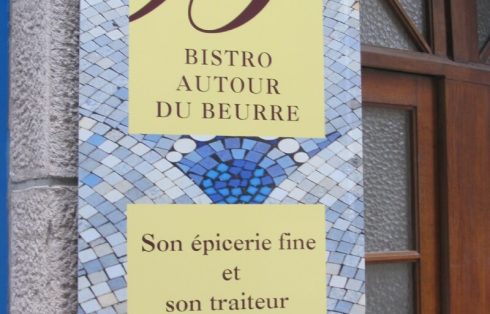 BISTRO
AUTOUR
DU BEURRE
Son épicerie fine
et
son traiteur